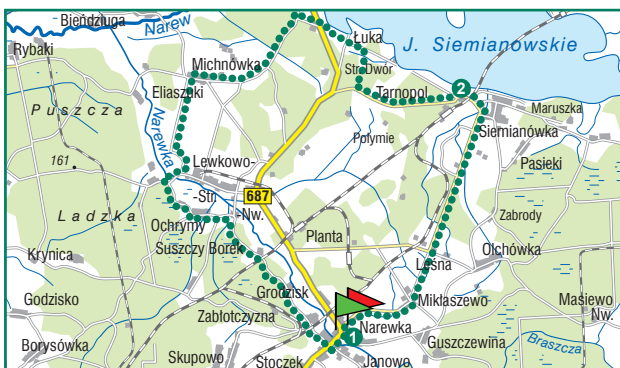 Bieńdziuga
Narew
Rybaki
Łuka
J. Siemianowskie
Michnówka
Str. Dwór
Eliaszuki
Tarnopol
2
Maruszka
Puszcza
Siemianówka
Narewka
Połymie
Pasieki
161
Lewkowo-
-Str.
687
-Nw.
Zabrody
Ladzka
Ochrymy
Planta
Suszczy Borek
Olchówka
Krynica
Leśna
Grodzisk
Miklaszewo
Masiewo
Nw.
Godzisko
Zabłotczyzna
Narewka
1
Guszczewina
Braszcza
Borysówka
Skupowo
Stoczek
Janowo